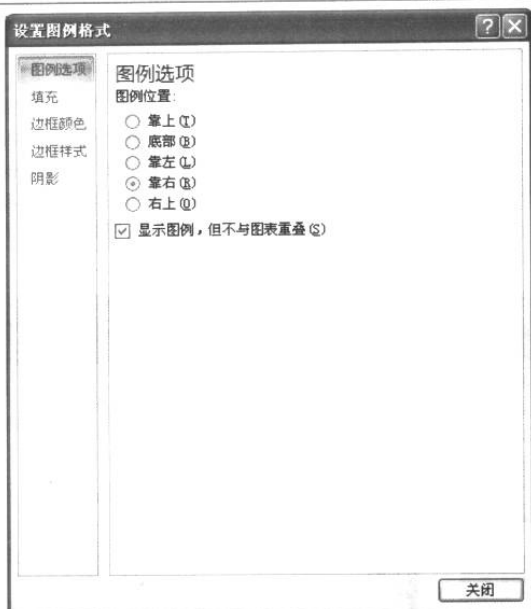 设置图例格式
图例选项
填充
边框颜色
边框样式
阴影
图例选项
图例位置:
靠上(T)
底部(B)
靠左(L)
靠右(R)
右上(O)
显示图例，但不与图表重叠(S)
关闭